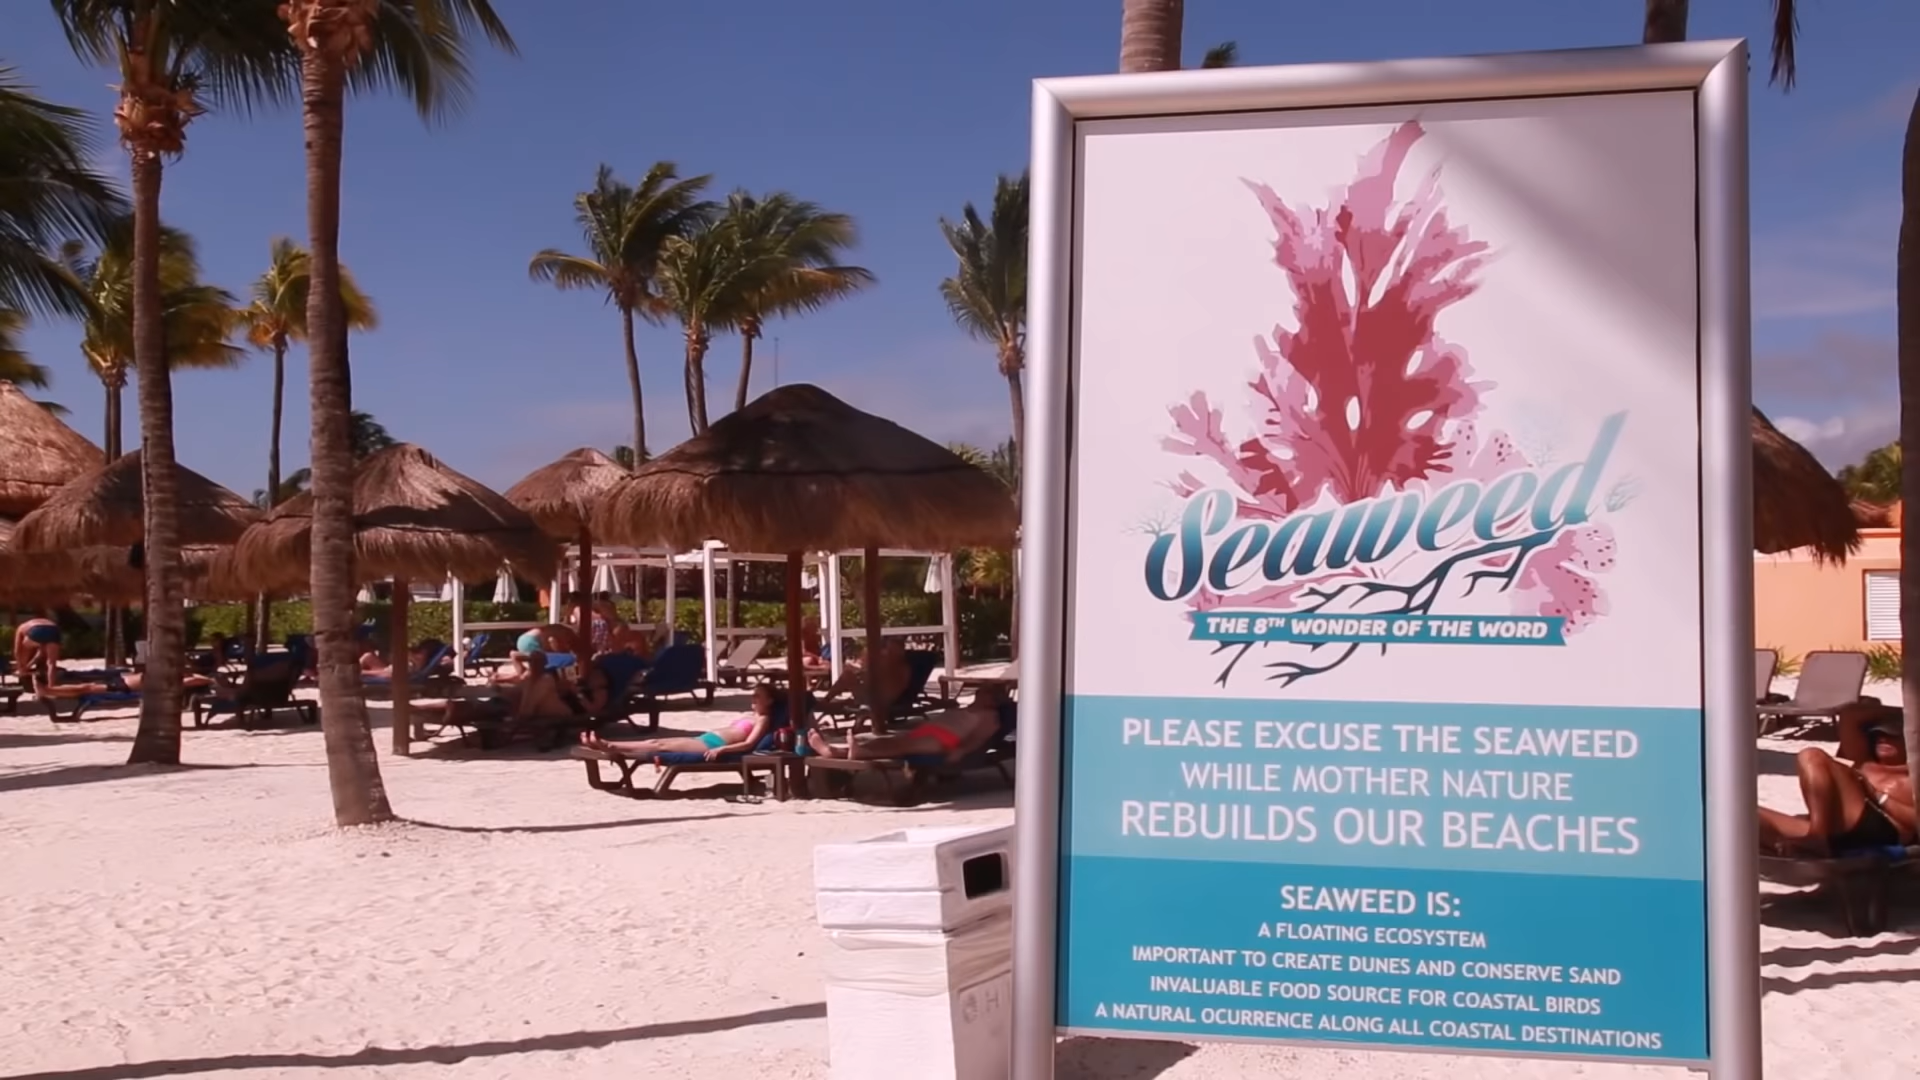 Seaweed
THE 8TH WONDER OF THE WORD
PLEASE EXCUSE THE SEAWEED
WHILE MOTHER NATURE
REBUILDS OUR BEACHES
SEAWEED IS:
A FLOATING ECOSYSTEM
IMPORTANT TO CREATE DUNES AND CONSERVE SAND
INVALUABLE FOOD SOURCE FOR COASTAL BIRDS
A NATURAL OCURRENCE ALONG ALL COASTAL DESTINATIONS